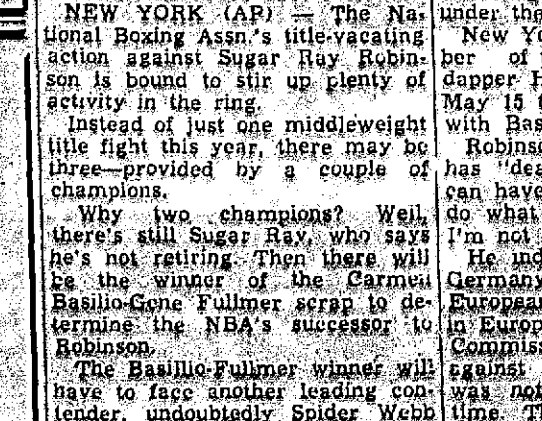 NEW YORK (AP) — The Na-
tional Boxing Assn.'s title-vacating
action against Sugar Ray Robin-
son is bound to stir up plenty of
activity in the ring.
Instead of just one middleweight
title fight this year, there may be
three—provided by a couple of
champions.
Why two champions? Well,
there's still Sugar Ray, who says
he's not retiring. Then there will
be the winner of the Carmen
Basilio-Gene Fullmer scrap to de-
termine the NBA's successor to
Robinson.
The Basillio-Fullmer winner will
have to face another leading con-
tender, undoubtedly Spider Webb
under the
New Yo
ber of
dapper H
May 15 t
with Bas
Robinso
has "dea
can have
do what
I'm not
He ind
Germany
European
in Europ
Commiss
against
was not
time. T